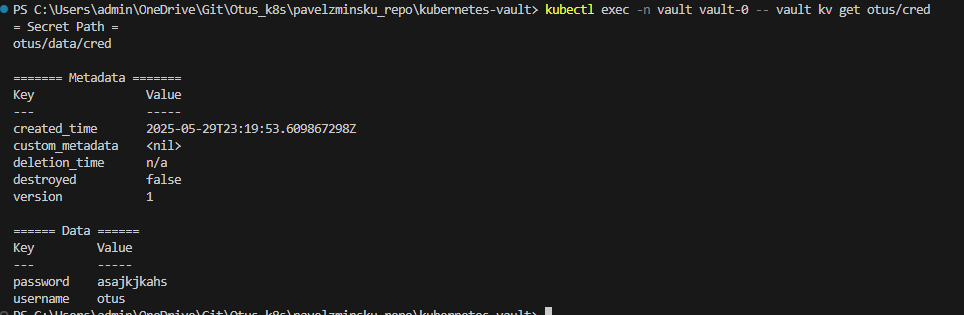 PS C:\Users\admin\OneDrive\Git\Otus_k8s\pavelzminsku_repo\kubernetes-vault> kubectl exec -n vault vault-0 -- vault kv get otus/cred
= Secret Path =
otus/data/cred
======= Metadata =======
Key                Value
---                -----
created_time       2025-05-29T23:19:53.609867298Z
custom_metadata    <nil>
deletion_time      n/a
destroyed          false
version            1
====== Data ======
Key         Value
---         -----
password    asajkjkahs
username    otus
PS C:\Users\admin\OneDrive\Git\Otus_k8s\pavelzminsku_repo\kubernetes-vault>